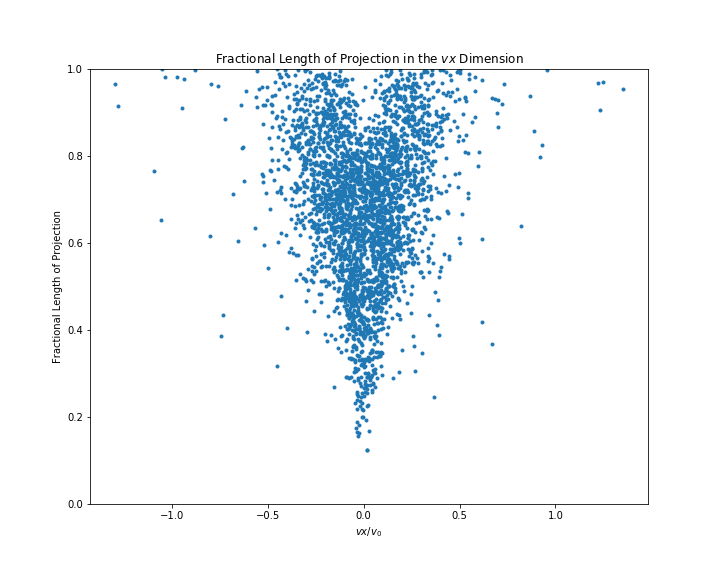 Fractional Length of Projection in the vx Dimension
Fractional Length of Projection
1.0
0.8
0.6
0.4
0.2
0.0
−1.0 −0.5 0.0 0.5 1.0
vx/v₀